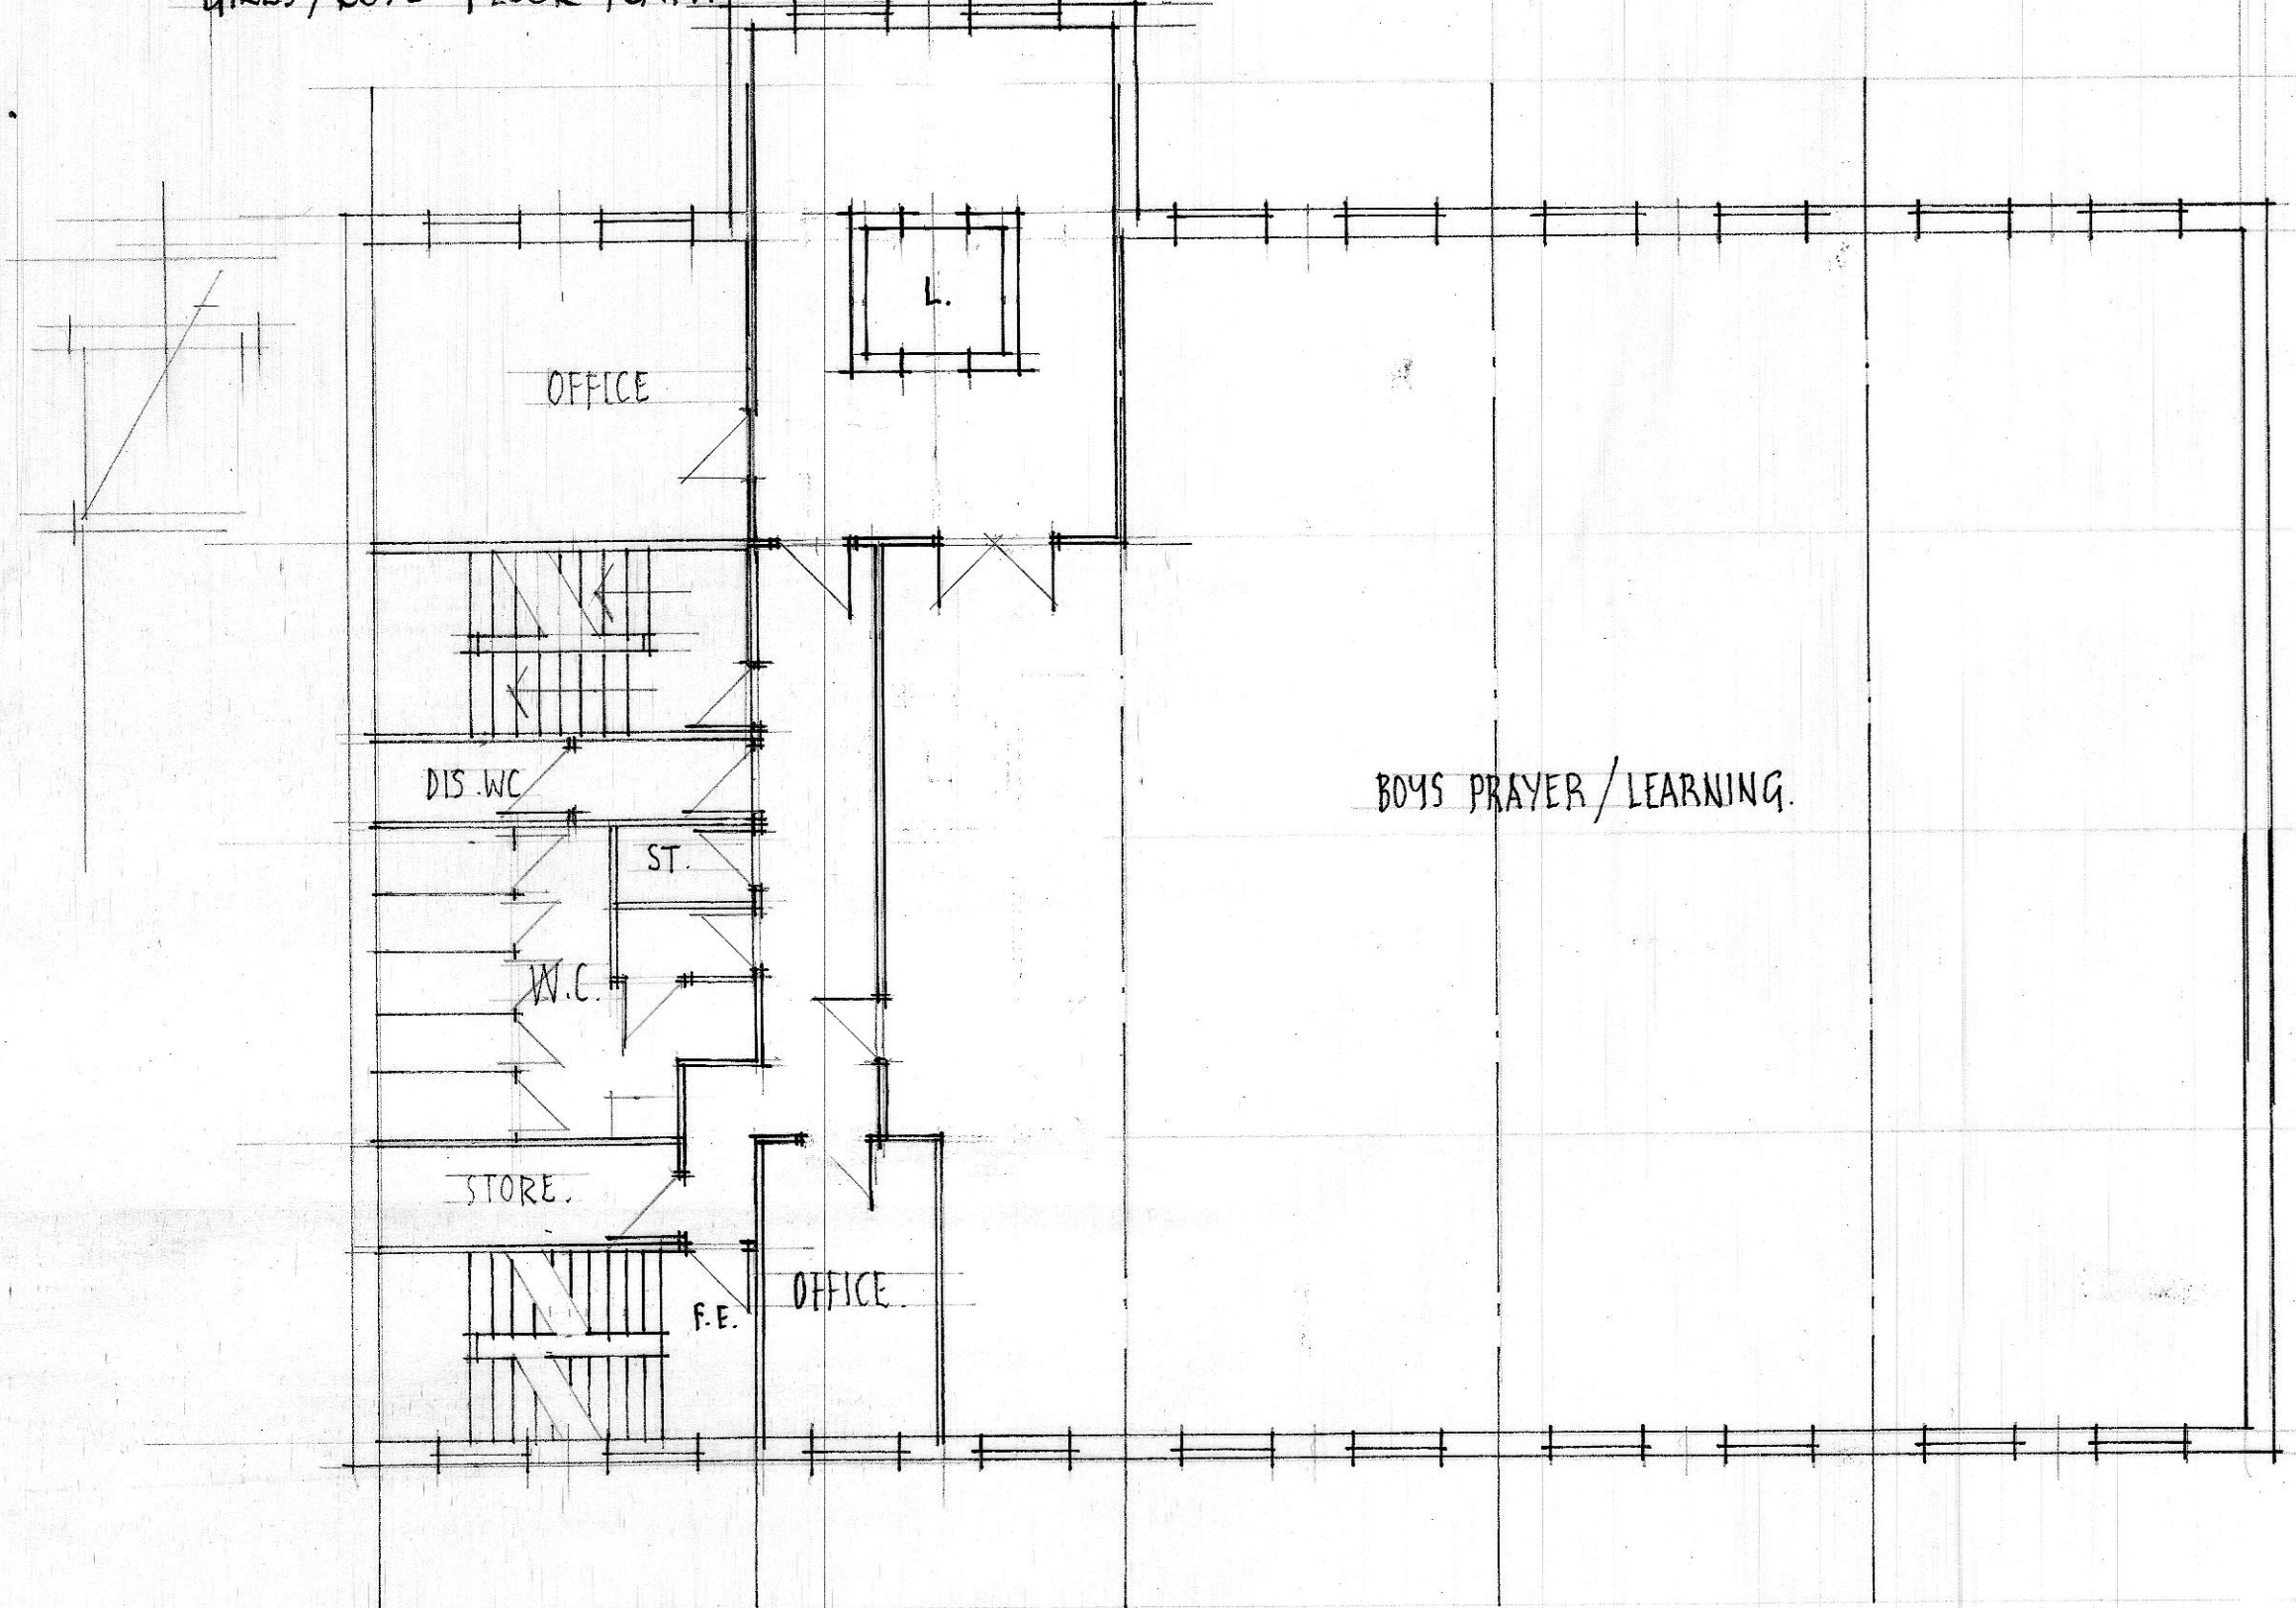 L.
OFFICE
DIS.WC
BOYS PRAYER/LEARNING.
ST.
W.C.
STORE.
OFFICE.
F.E.